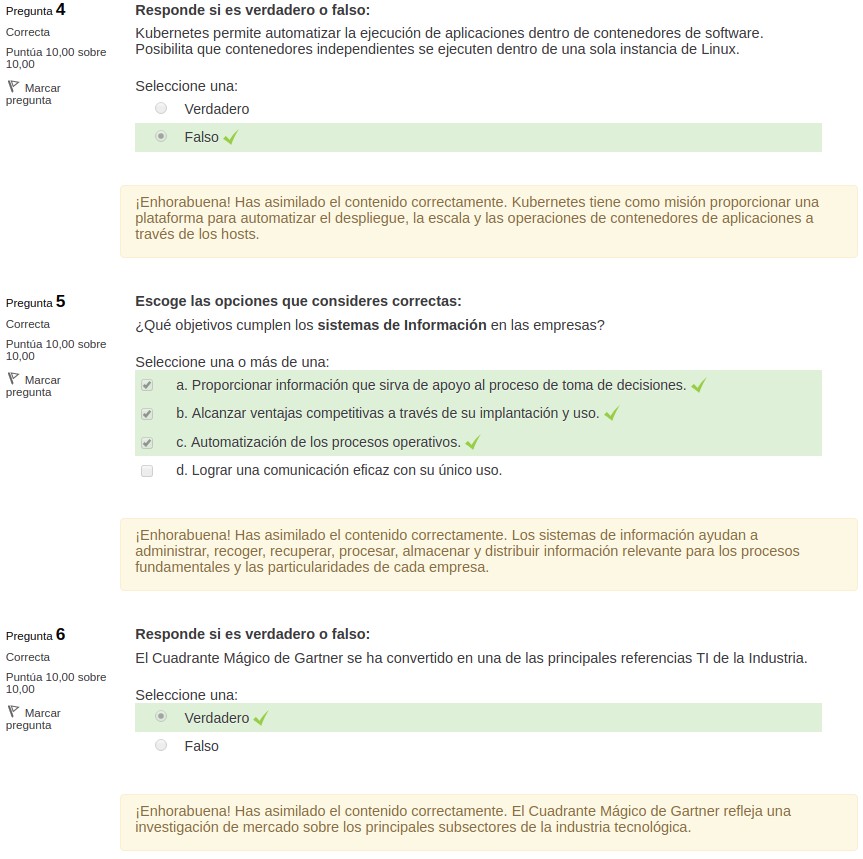 Pregunta 4
Correcta
Puntúa 10,00 sobre
10,00
Marcar
pregunta
Responde si es verdadero o falso:
Kubernetes permite automatizar la ejecución de aplicaciones dentro de contenedores de software.
Posibilita que contenedores independientes se ejecuten dentro de una sola instancia de Linux.
Seleccione una:
Verdadero
Falso
¡Enhorabuena! Has asimilado el contenido correctamente. Kubernetes tiene como misión proporcionar una
plataforma para automatizar el despliegue, la escala y las operaciones de contenedores de aplicaciones a
través de los hosts.
Pregunta 5
Correcta
Puntúa 10,00 sobre
10,00
Marcar
pregunta
Escoge las opciones que consideres correctas:
¿Qué objetivos cumplen los sistemas de Información en las empresas?
Seleccione una o más de una:
a. Proporcionar información que sirva de apoyo al proceso de toma de decisiones.
b. Alcanzar ventajas competitivas a través de su implantación y uso.
c. Automatización de los procesos operativos.
d. Lograr una comunicación eficaz con su único uso.
¡Enhorabuena! Has asimilado el contenido correctamente. Los sistemas de información ayudan a
administrar, recoger, recuperar, procesar, almacenar y distribuir información relevante para los procesos
fundamentales y las particularidades de cada empresa.
Pregunta 6
Correcta
Puntúa 10,00 sobre
10,00
Marcar
pregunta
Responde si es verdadero o falso:
El Cuadrante Mágico de Gartner se ha convertido en una de las principales referencias TI de la Industria.
Seleccione una:
Verdadero
Falso
¡Enhorabuena! Has asimilado el contenido correctamente. El Cuadrante Mágico de Gartner refleja una
investigación de mercado sobre los principales subsectores de la industria tecnológica.